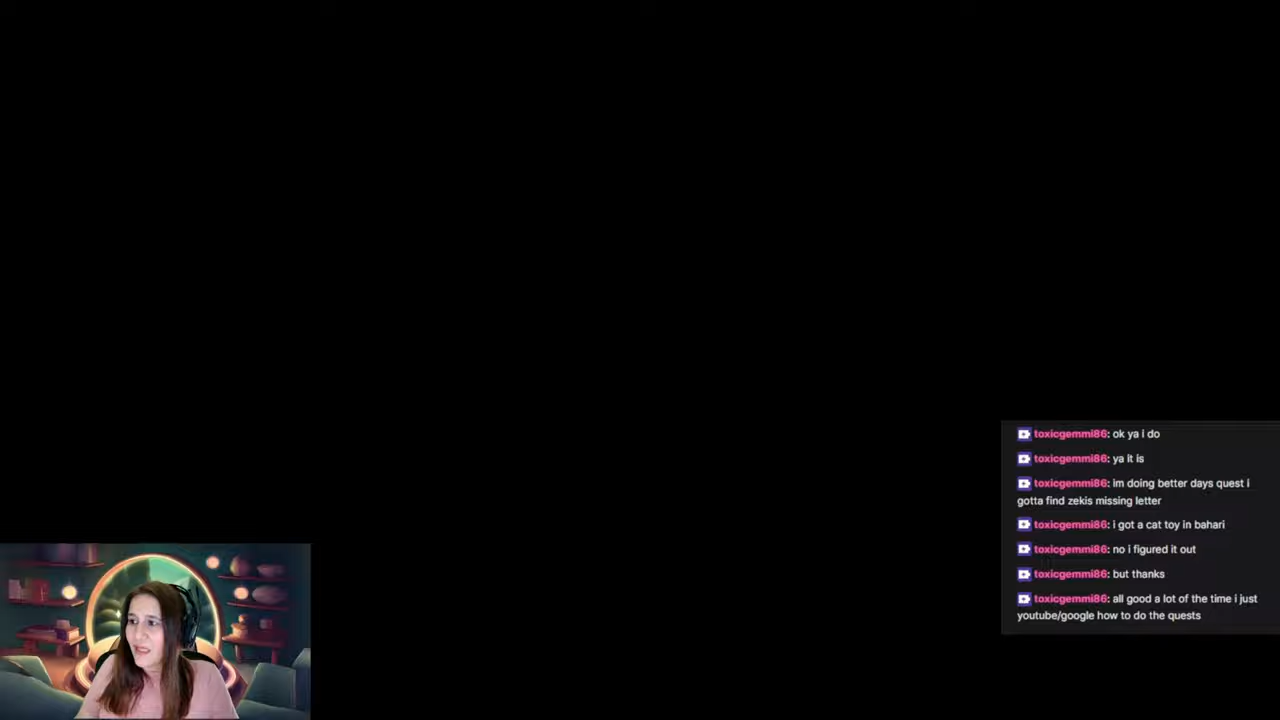 toxicgemmi86: ok ya i do
toxicgemmi86: ya it is
toxicgemmi86: im doing better days quest i
gotta find zekis missing letter
toxicgemmi86: i got a cat toy in bahari
toxicgemmi86: no i figured it out
toxicgemmi86: but thanks
toxicgemmi86: all good a lot of the time i just
youtube/google how to do the quests